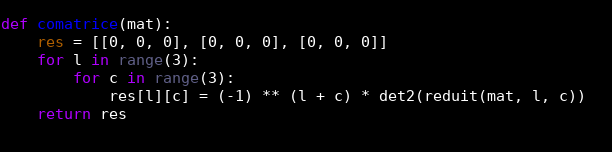 def comatrice(mat):
    res = [[0, 0, 0], [0, 0, 0], [0, 0, 0]]
    for l in range(3):
        for c in range(3):
            res[l][c] = (-1) ** (l + c) * det2(reduit(mat, l, c))
    return res